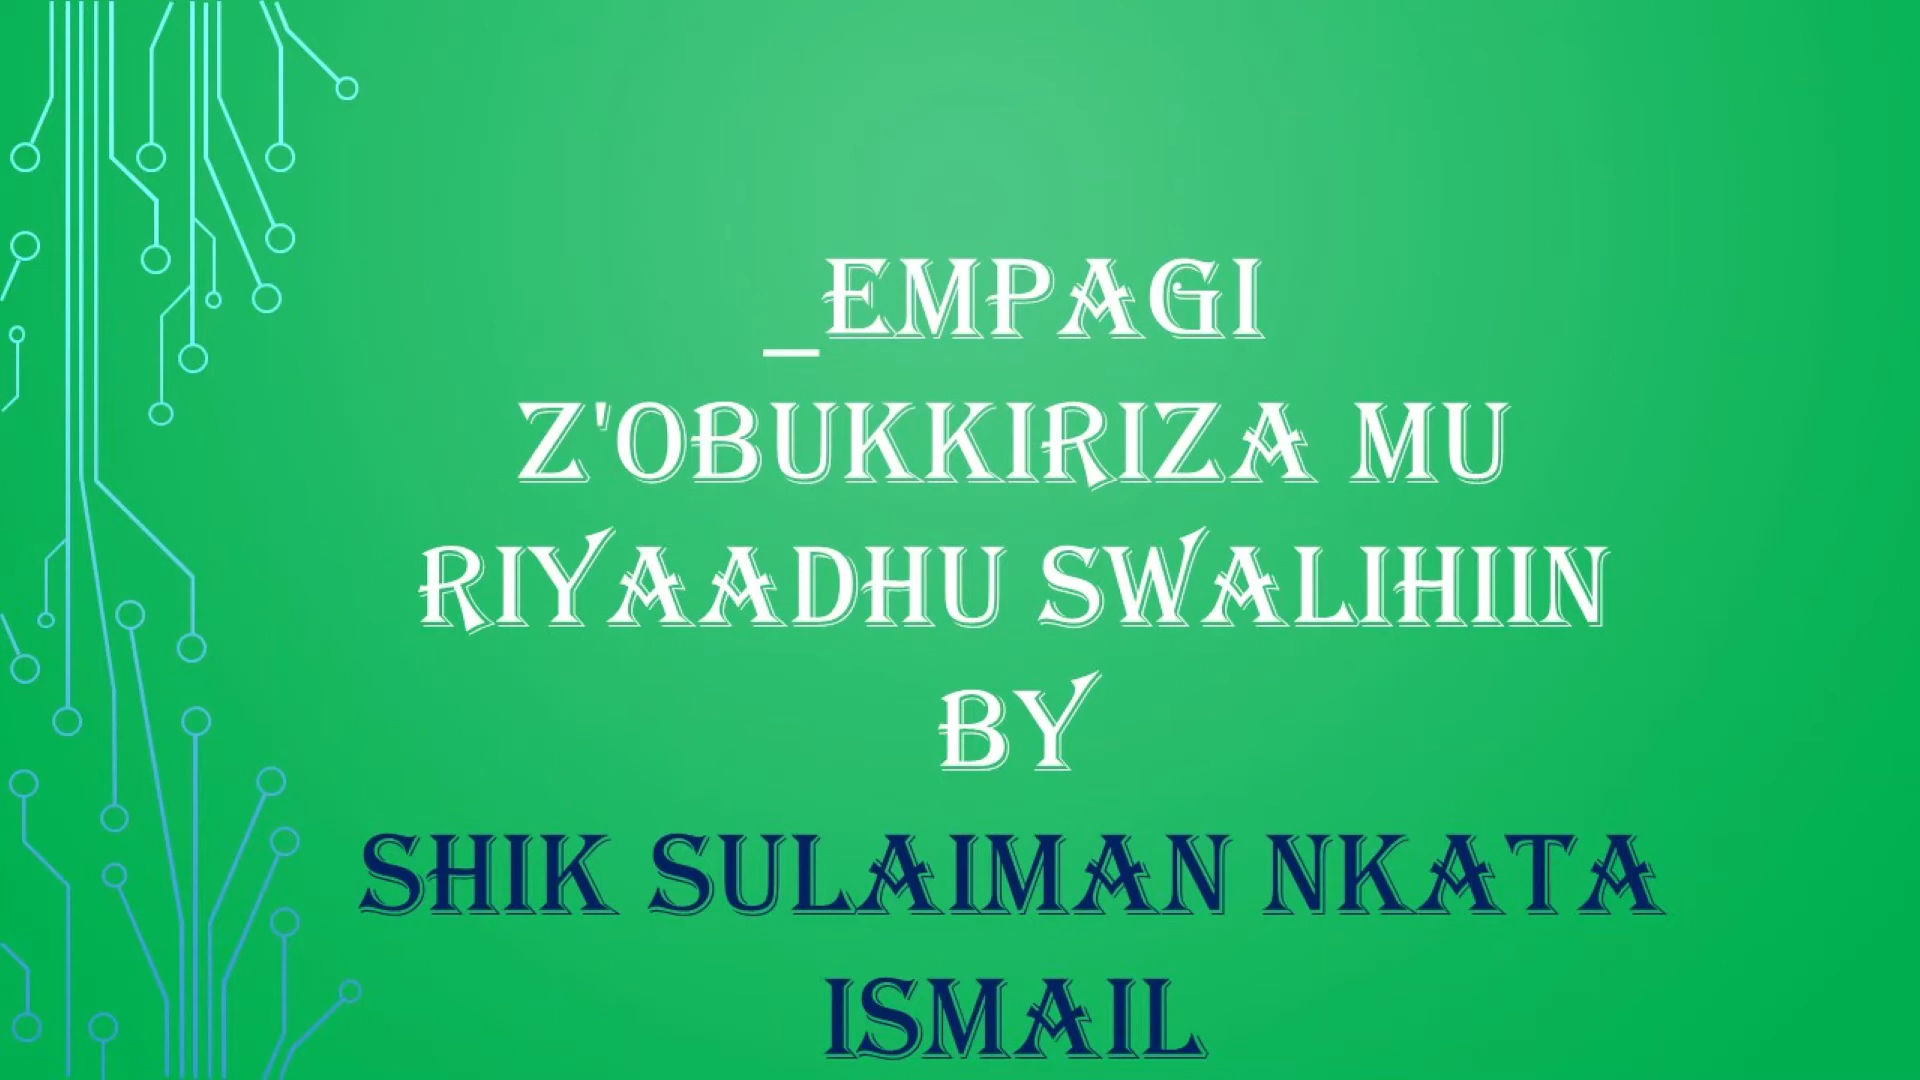 _EMPAGI
Z'OBUKKIRIZA MU
RIYAADHU SWALIHIIN
BY
SHIK SULAIMAN NKATA
ISMAIL